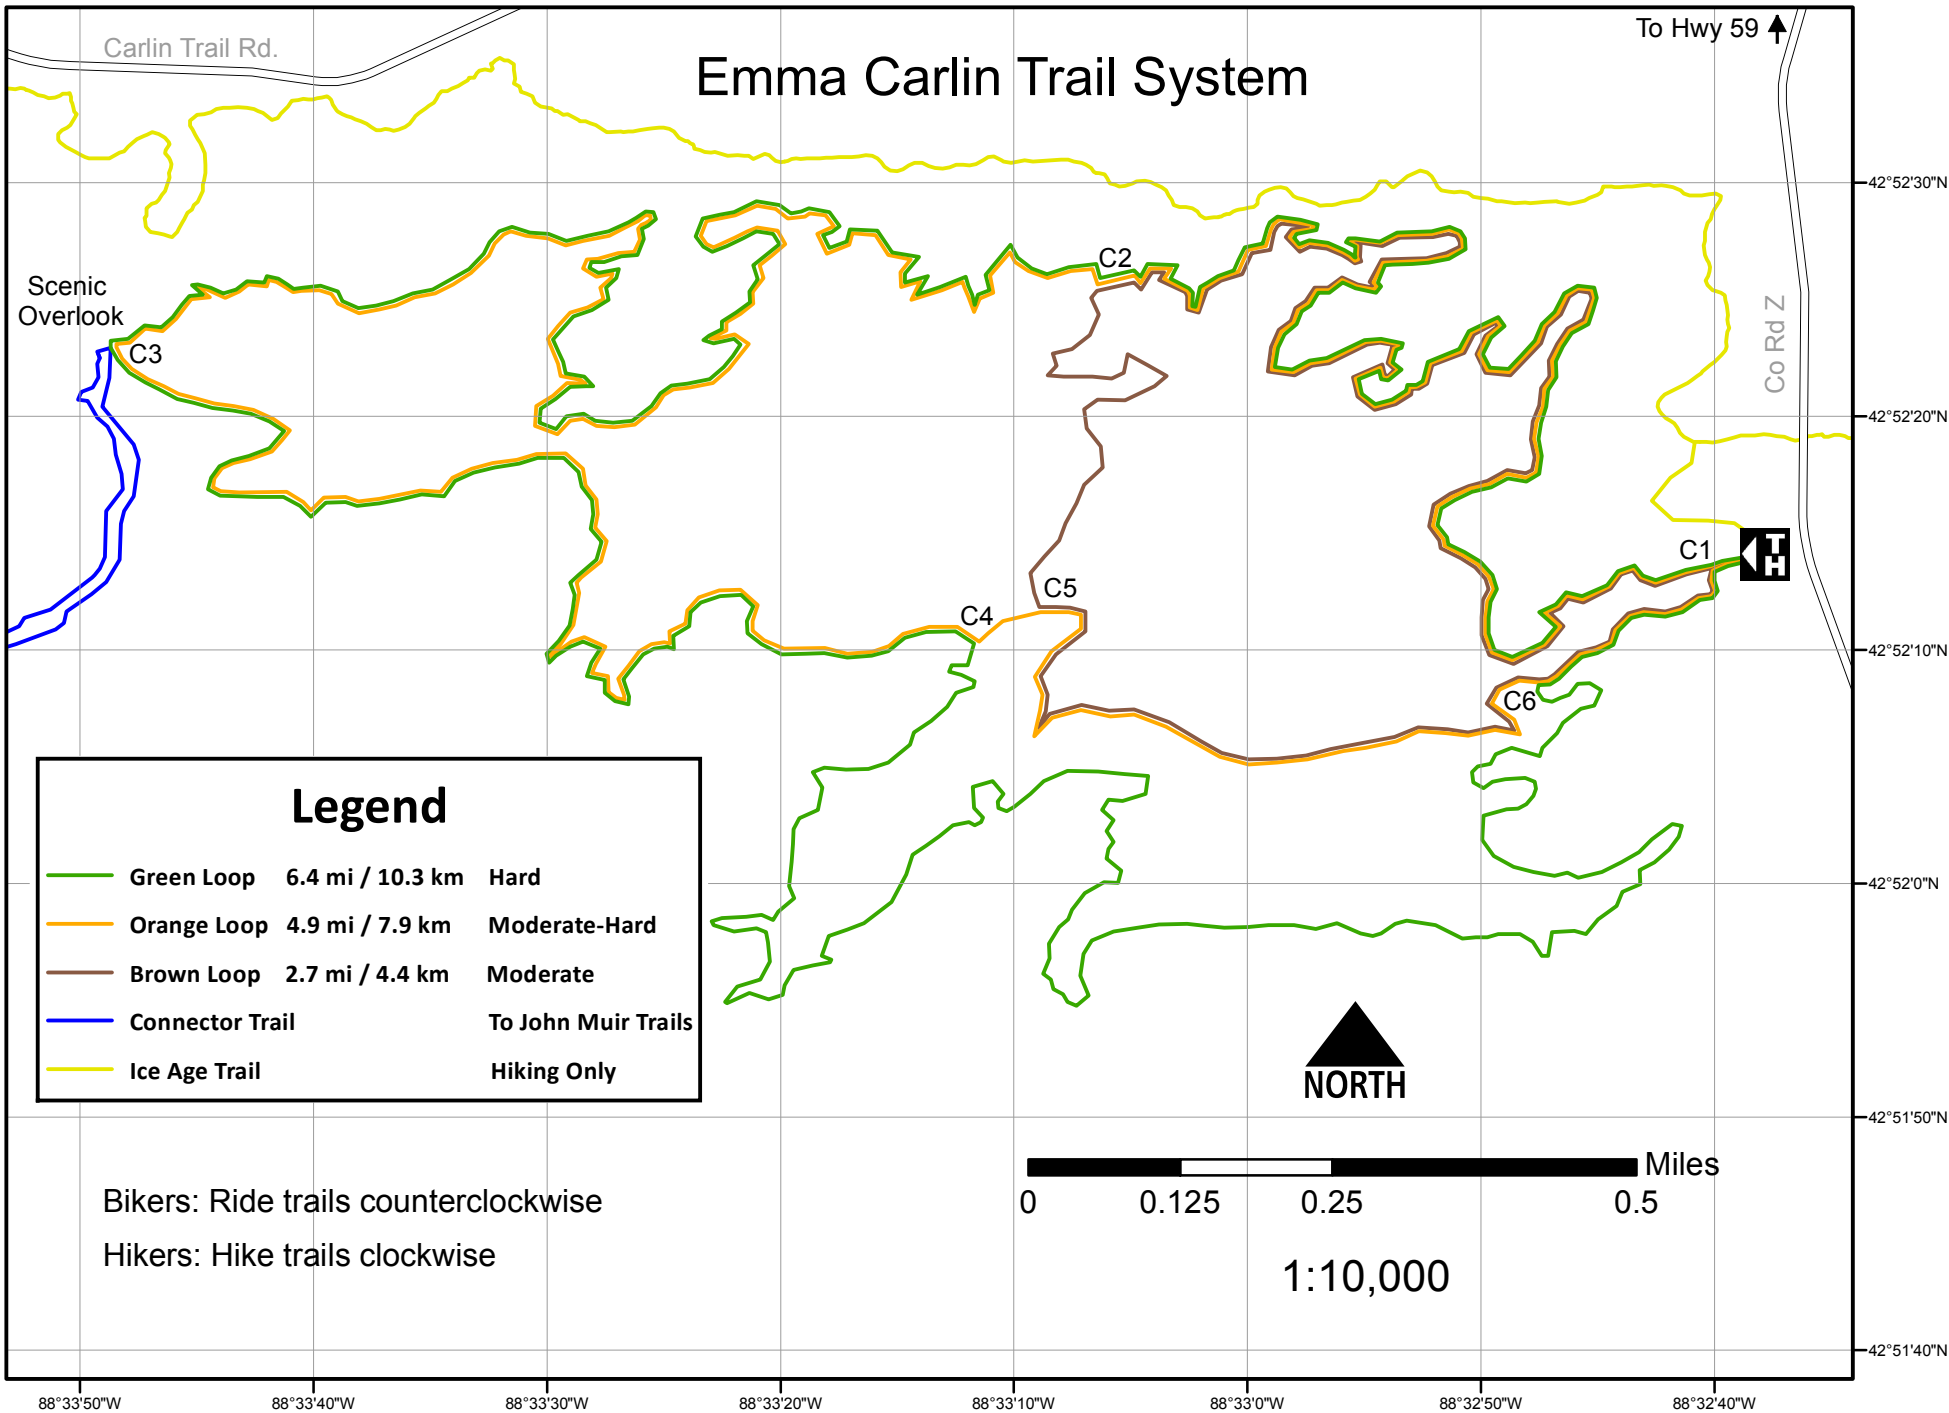 To Hwy 59
Carlin Trail Rd.
Emma Carlin Trail System
42°52'30"N
C2
Scenic
Overlook
C3
Co Rd Z
42°52'20"N
C1
TH
C5
C4
42°52'10"N
C6
Legend
Green Loop 6.4 mi / 10.3 km Hard
Orange Loop 4.9 mi / 7.9 km Moderate-Hard
Brown Loop 2.7 mi / 4.4 km Moderate
Connector Trail To John Muir Trails
Ice Age Trail Hiking Only
42°52'0"N
NORTH
42°51'50"N
Miles
0 0.125 0.25 0.5
1:10,000
Bikers: Ride trails counterclockwise
Hikers: Hike trails clockwise
42°51'40"N
88°33'50"W 88°33'40"W 88°33'30"W 88°33'20"W 88°33'10"W 88°33'0"W 88°32'50"W 88°32'40"W